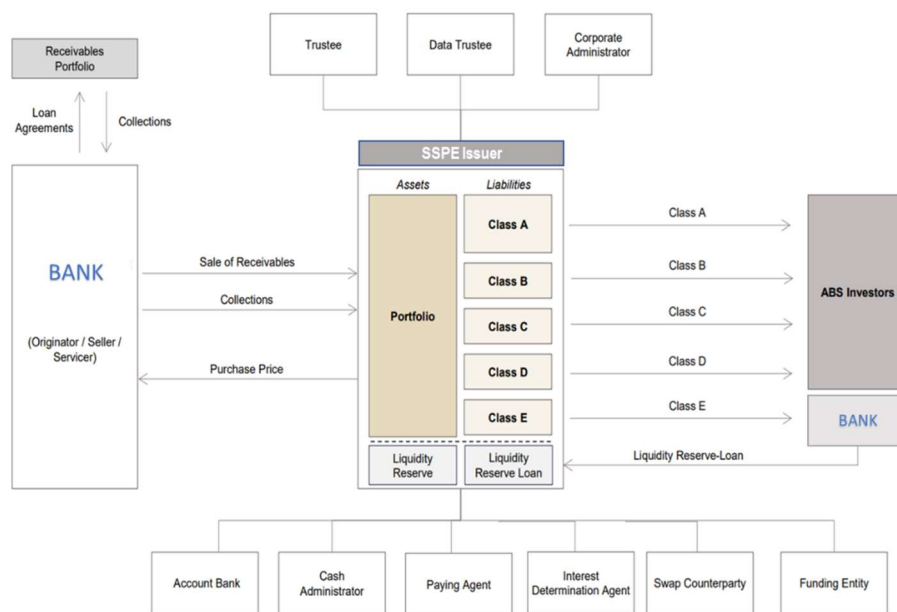 Trustee
Data Trustee
Corporate
Administrator
Receivables
Portfolio
Loan
Agreements
Collections
SSPE Issuer
Assets
Liabilities
BANK
(Originator / Seller /
Servicer)
Sale of Receivables
Collections
Purchase Price
Portfolio
Class A
Class B
Class C
Class D
Class E
Liquidity
Reserve
Liquidity
Reserve Loan
Class A
Class B
Class C
Class D
Class E
Liquidity Reserve-Loan
ABS Investors
BANK
Account Bank
Cash
Administrator
Paying Agent
Interest
Determination Agent
Swap Counterparty
Funding Entity